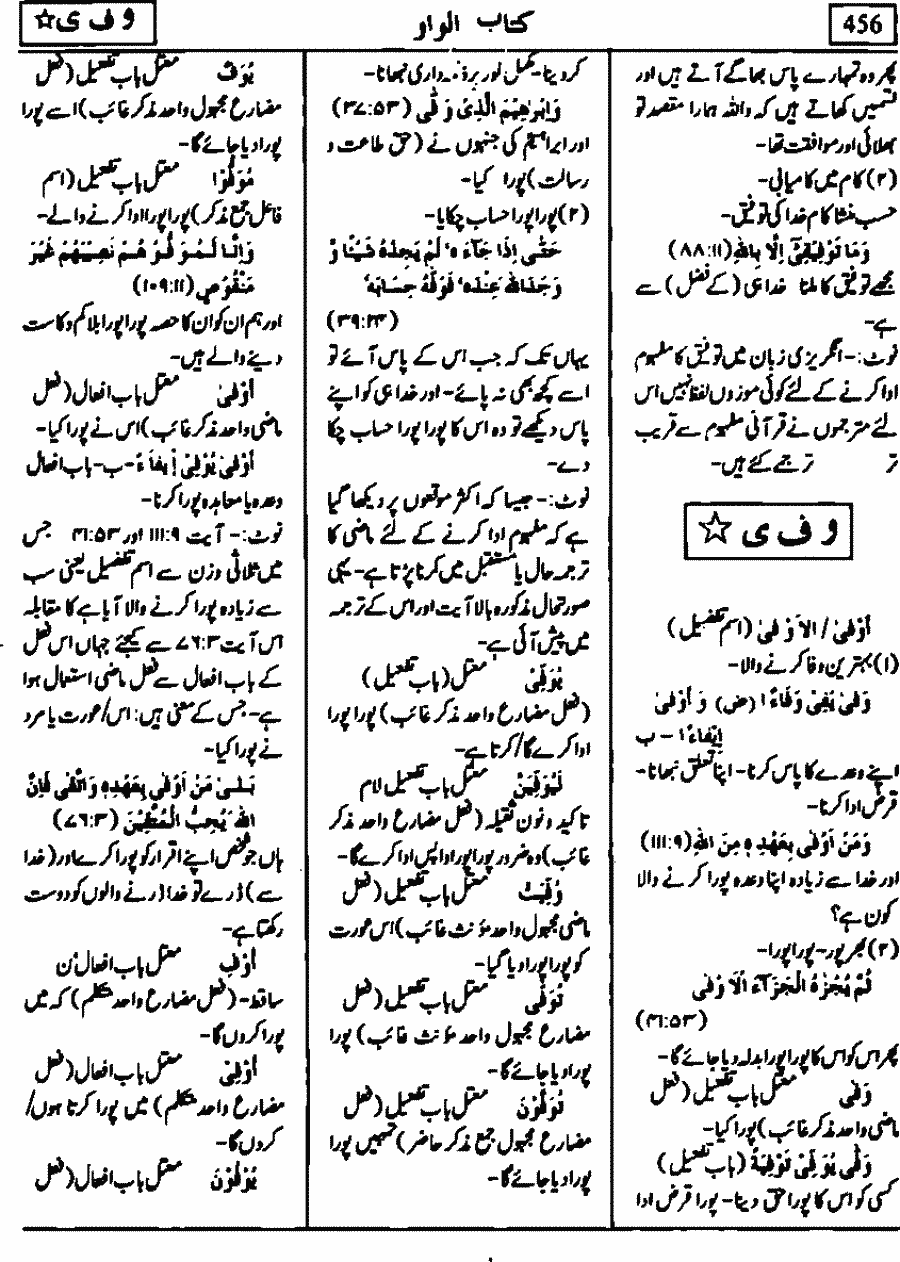 456
کتاب الواو
و ف ی ☆
پھر وہ تمہارے پاس بھاگے آتے ہیں اور
قسمیں کھاتے ہیں کہ واللہ ہمارا مقصد تو
بھلائی اور موافقت تھا۔
(۲) کام میں کامیابی۔
حسب منشا کام خدا کی توفیق۔
وَمَا تَوْفِيقِيْٓ اِلَّا بِاللهِ (۸۸:۱۱)
مجھے توفیق کا ملنا خدا ہی (کے فضل) سے
ہے۔
نوٹ:- انگریزی زبان میں توفیق کا مفہوم
ادا کرنے کے لئے کوئی موزوں لفظ نہیں اس
لئے مترجموں نے قرآنی مفہوم سے قریب
تر ترجمے کئے ہیں۔
و ف ی ☆
اَوْفیٰ / الاَوْفیٰ (اسم تفضیل)
(۱) بہترین وفا کرنے والا۔
وَفیٰ یَفِیْ وَفَاءً ا (ض) وَ اَوْفیٰ
اِیْفَاءً ا - ب
اپنے وعدے کا پاس کرنا- اپنا تعلق نبھانا-
قرض ادا کرنا-
وَمَنْ اَوْفٰی بِعَهْدِهٖ مِنَ اللهِ (۱۱۱:۹)
اور خدا سے زیادہ اپنا وعدہ پورا کرنے والا
کون ہے؟
(۲) بھرپور- پورا پورا-
ثُمَّ يُجْزٰهُ الْجَزَآءَ الْاَوْفٰی
(۴۱:۵۳)
پھر اس کو اس کا پورا پورا بدلہ دیا جائے گا-
وَفّٰی معتل باب تفعیل (فعل
ماضی واحد مذکر غائب) پورا کیا-
وَفّٰی یُوَفِّیْ تَوْفِیَةً (باب تفعیل)
کسی کو اس کا پورا حق دینا- پورا قرض ادا
کر دینا- مکمل طور پر ذمہ داری نبھانا-
وَاِبْرٰهِيْمَ الَّذِیْ وَفّٰی (۳۷:۵۳)
اور ابراہیم کی جنہوں نے (حق طاعت و
رسالت) پورا کیا-
(۲) پورا پورا حساب چکایا-
حَتّٰی اِذَا جَآءَهٗ لَمْ يَجِدْهُ شَيْئًا وَّ
وَجَدَ اللهَ عِنْدَهٗ فَوَفّٰهُ حِسَابَهٗ
(۳۹:۲۴)
یہاں تک کہ جب اس کے پاس آئے تو
اسے کچھ بھی نہ پائے- اور خدا ہی کو اپنے
پاس دیکھے تو وہ اس کا پورا پورا حساب چکا
دے-
نوٹ:- جیسا کہ اکثر موقعوں پر دیکھا گیا
ہے کہ مفہوم ادا کرنے کے لئے ماضی کا
ترجمہ حال یا مستقبل میں کرنا پڑتا ہے- یہی
صورتحال مذکورہ بالا آیت اور اس کے ترجمہ
میں پیش آئی ہے-
یُوَفِّیْ معتل (باب تفعیل)
(فعل مضارع واحد مذکر غائب) پورا پورا
ادا کرے گا/ کرتا ہے-
لَیُوَفِّیَنَّ معتل باب تفعیل لام
تاکید و نون ثقیلہ (فعل مضارع واحد مذکر
غائب) وہ ضرور پورا پورا واپس ادا کرے گا-
وُفِّیَتْ معتل باب تفعیل (فعل
ماضی مجہول واحد مؤنث غائب) اس عورت
کو پورا پورا دیا گیا-
تُوَفّٰی معتل باب تفعیل (فعل
مضارع مجہول واحد مؤنث غائب) پورا
پورا دیا جائے گا-
تُوَفَّوْنَ معتل باب تفعیل (فعل
مضارع مجہول جمع مذکر حاضر) تمہیں پورا
پورا دیا جائے گا-
یُوَفَّ معتل باب تفعیل (فعل
مضارع مجہول واحد مذکر غائب) اسے پورا
پورا دیا جائے گا-
مُوَفُّوْا معتل باب تفعیل (اسم
فاعل جمع مذکر) پورا پورا ادا کرنے والے-
وَاِنَّا لَمُوَفُّوْهُمْ نَصِيْبَهُمْ غَيْرَ
مَنْقُوْصٍ (۱۰۹:۱۱)
اور ہم ان کو ان کا حصہ پورا پورا بلا کم و کاست
دینے والے ہیں-
اَوْفیٰ معتل باب افعال (فعل
ماضی واحد مذکر غائب) اس نے پورا کیا-
اَوْفیٰ یُوْفِیْ اِیْفَاءً - ب- باب افعال
وعدہ یا معاہدہ پورا کرنا-
نوٹ:- آیت ۱۱۱:۹ اور ۴۱:۵۳ جس
میں ثلاثی وزن سے اسم تفضیل یعنی سب
سے زیادہ پورا کرنے والا آیا ہے کا مقابلہ
اس آیت ۷۶:۳ سے کیجئے جہاں اس فعل
کے باب افعال سے فعل ماضی استعمال ہوا
ہے- جس کے معنی ہیں: اس/عورت یا مرد
نے پورا کیا-
بَلٰیْ مَنْ اَوْفٰی بِعَهْدِهٖ وَاتَّقٰی فَاِنَّ
اللهَ يُحِبُّ الْمُتَّقِيْنَ (۷۶:۳)
ہاں جو شخص اپنے اقرار کو پورا کرے اور (خدا
سے) ڈرے تو خدا ڈرنے والوں کو دوست
رکھتا ہے-
اُوْفِ معتل باب افعال ن
ساقط- (فعل مضارع واحد متکلم) کہ میں
پورا کروں گا-
اُوْفِیْ معتل باب افعال (فعل
مضارع واحد متکلم) میں پورا کرتا ہوں/
کروں گا-
یُوْفُوْنَ معتل باب افعال (فعل